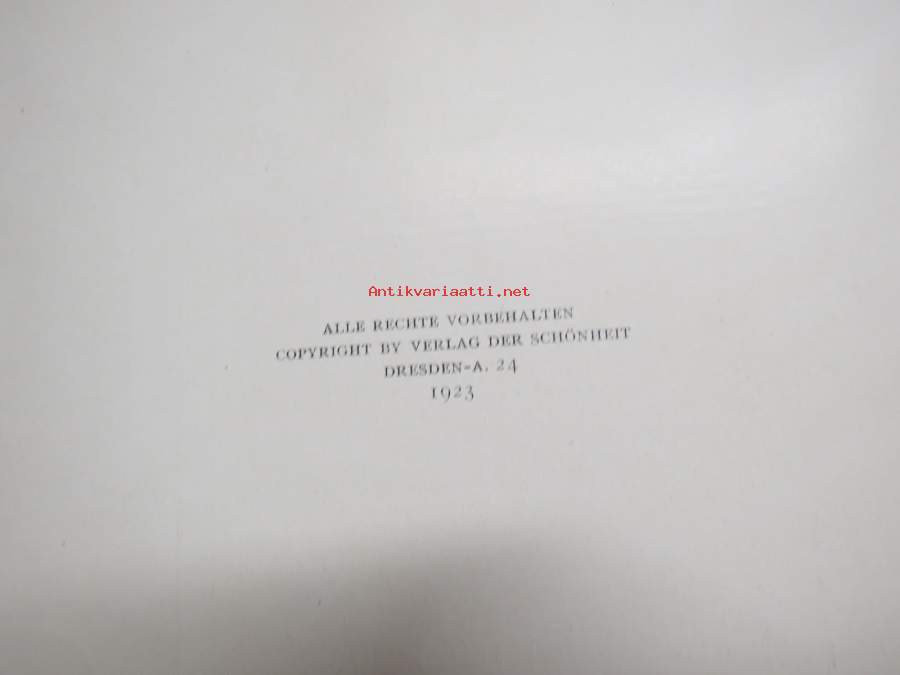 Antikvariaatti.net
ALLE RECHTE VORBEHALTEN
COPYRIGHT BY VERLAG DER SCHÖNHEIT
DRESDEN-A. 24
1923